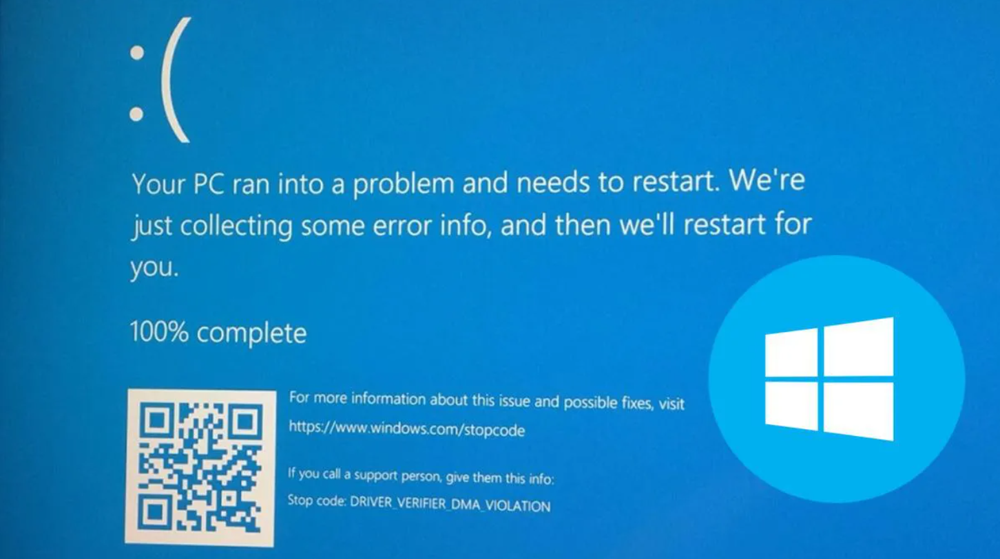 :(
Your PC ran into a problem and needs to restart. We're
just collecting some error info, and then we'll restart for
you.
100% complete
For more information about this issue and possible fixes, visit
https://www.windows.com/stopcode
If you call a support person, give them this info:
Stop code: DRIVER_VERIFIER_DMA_VIOLATION